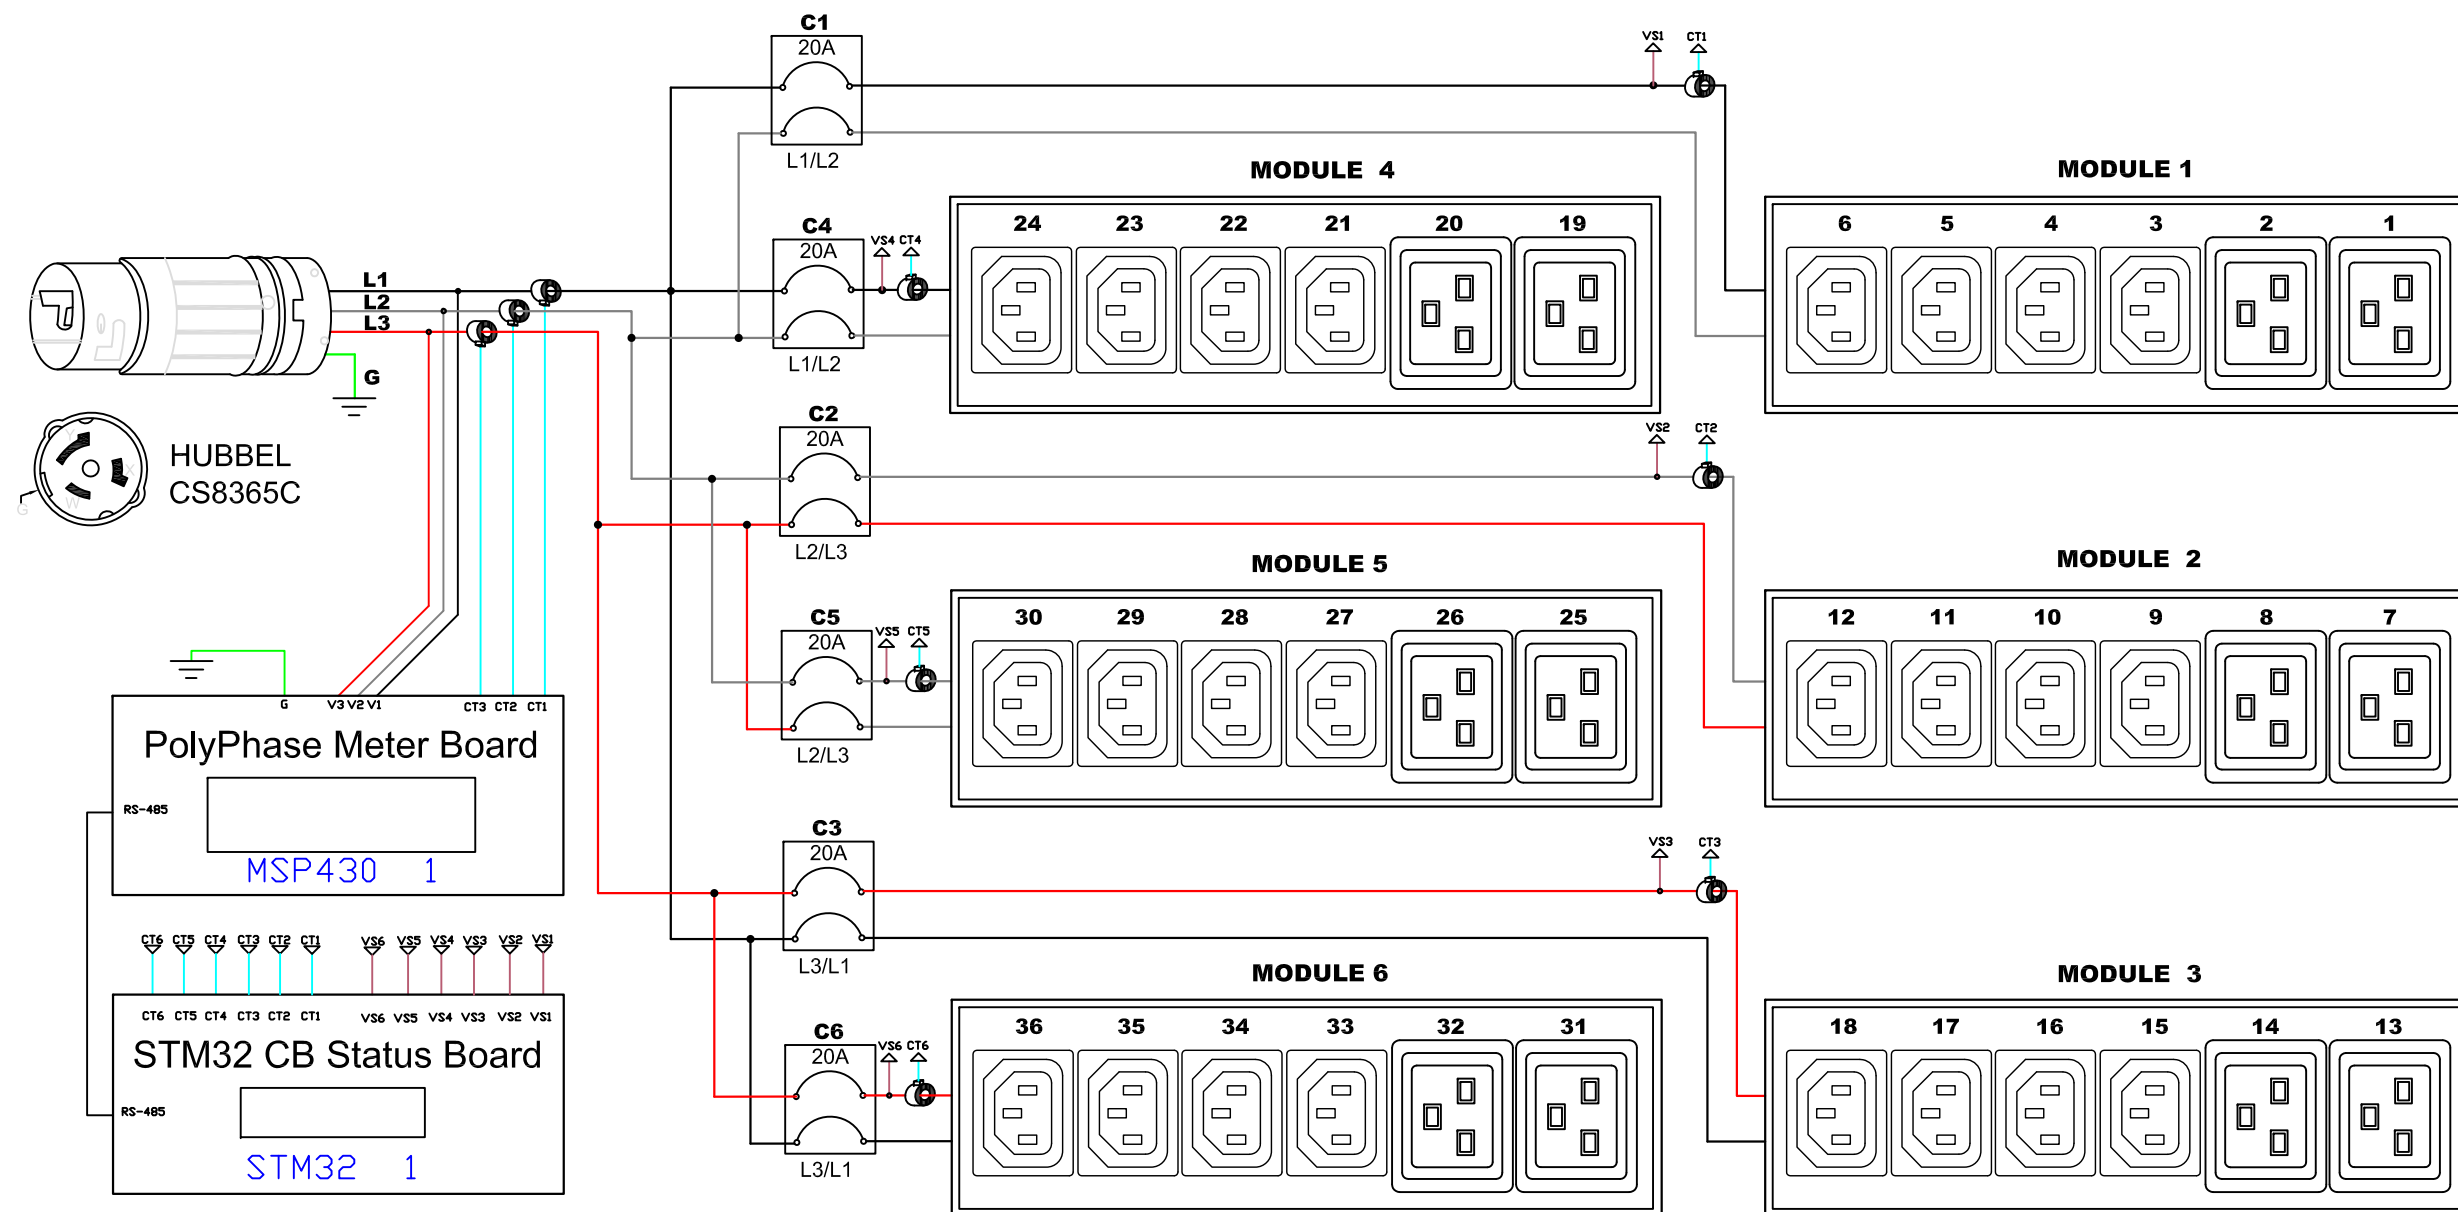 C1
20A
L1/L2
VS1 CT1
MODULE 4
24 23 22 21 20 19
MODULE 1
6 5 4 3 2 1
C4
20A
VS4 CT4
L1/L2
L1
L2
L3
G
HUBBEL
CS8365C
Y
X
W
G
C2
20A
L2/L3
VS2 CT2
MODULE 5
30 29 28 27 26 25
MODULE 2
12 11 10 9 8 7
C5
20A
VS5 CT5
L2/L3
G V3 V2 V1 CT3 CT2 CT1
PolyPhase Meter Board
RS-485
MSP430 1
C3
20A
L3/L1
VS3 CT3
MODULE 6
36 35 34 33 32 31
MODULE 3
18 17 16 15 14 13
C6
20A
VS6 CT6
L3/L1
CT6 CT5 CT4 CT3 CT2 CT1 VS6 VS5 VS4 VS3 VS2 VS1
CT6 CT5 CT4 CT3 CT2 CT1 VS6 VS5 VS4 VS3 VS2 VS1
STM32 CB Status Board
RS-485
STM32 1